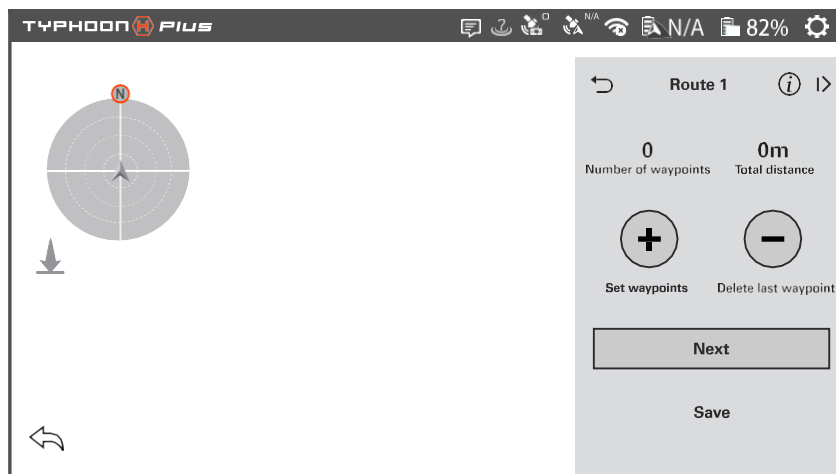 TYPHOON H PLUS
0 N/A N/A 82%
N
Route 1
i
0 0m
Number of waypoints Total distance
+ −
Set waypoints Delete last waypoint
Next
Save